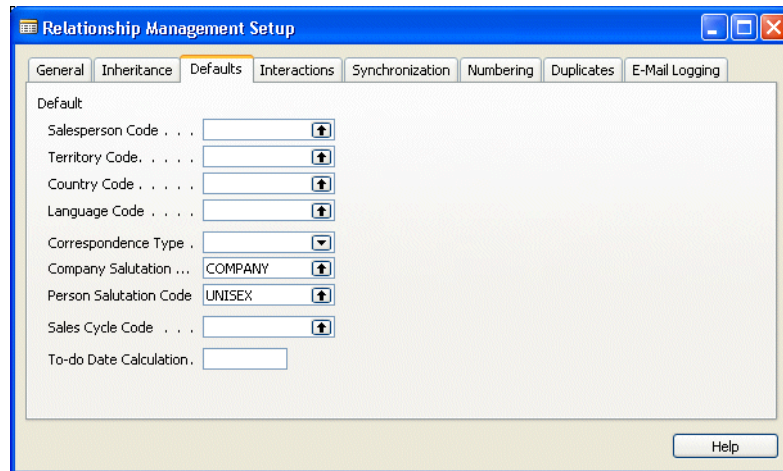 Relationship Management Setup
General Inheritance Defaults Interactions Synchronization Numbering Duplicates E-Mail Logging
Default
Salesperson Code . . .
Territory Code. . . . .
Country Code . . . . .
Language Code . . . .
Correspondence Type .
Company Salutation ... COMPANY
Person Salutation Code UNISEX
Sales Cycle Code . . .
To-do Date Calculation.
Help